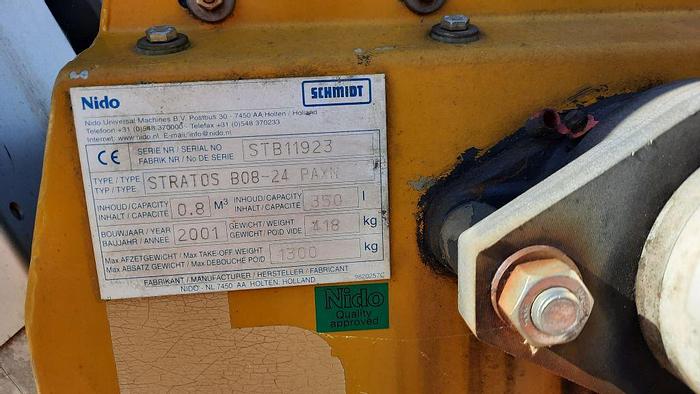 Nido
SCHMIDT
Nido Universal Machines B.V. Postbus 30 - 7450 AA Holten / Holland
Telefoon +31 (0)548 370000 - Telefax +31 (0)548 370233
Internet www.nido.nl E-mail:info@nido.nl
CE
SERIE NR / SERIAL NO
FABRIK NR / No DE SERIE
STB11923
TYPE / TYPE:
TYP / TYPE:
STRATOS B08-24 PAXN
INHOUD/CAPACITY
INHALT/CAPACITE
0.8 M³
INHOUD/CAPACITY
INHALT/CAPACITE
350 l
BOUWJAAR / YEAR
BAUJAHR / ANNEE
2001
GEWICHT/WEIGHT
GEWICHT/POID VIDE
418 kg
Max AFZETGEWICHT / Max TAKE-OFF WEIGHT
Max ABSATZ GEWICHT / Max DEBOUCHE POID
1300 kg
FABRIKANT / MANUFACTURER / HERSTELLER / FABRICANT
NIDO - NL 7450 AA HOLTEN, HOLLAND
Nido
Quality
approved